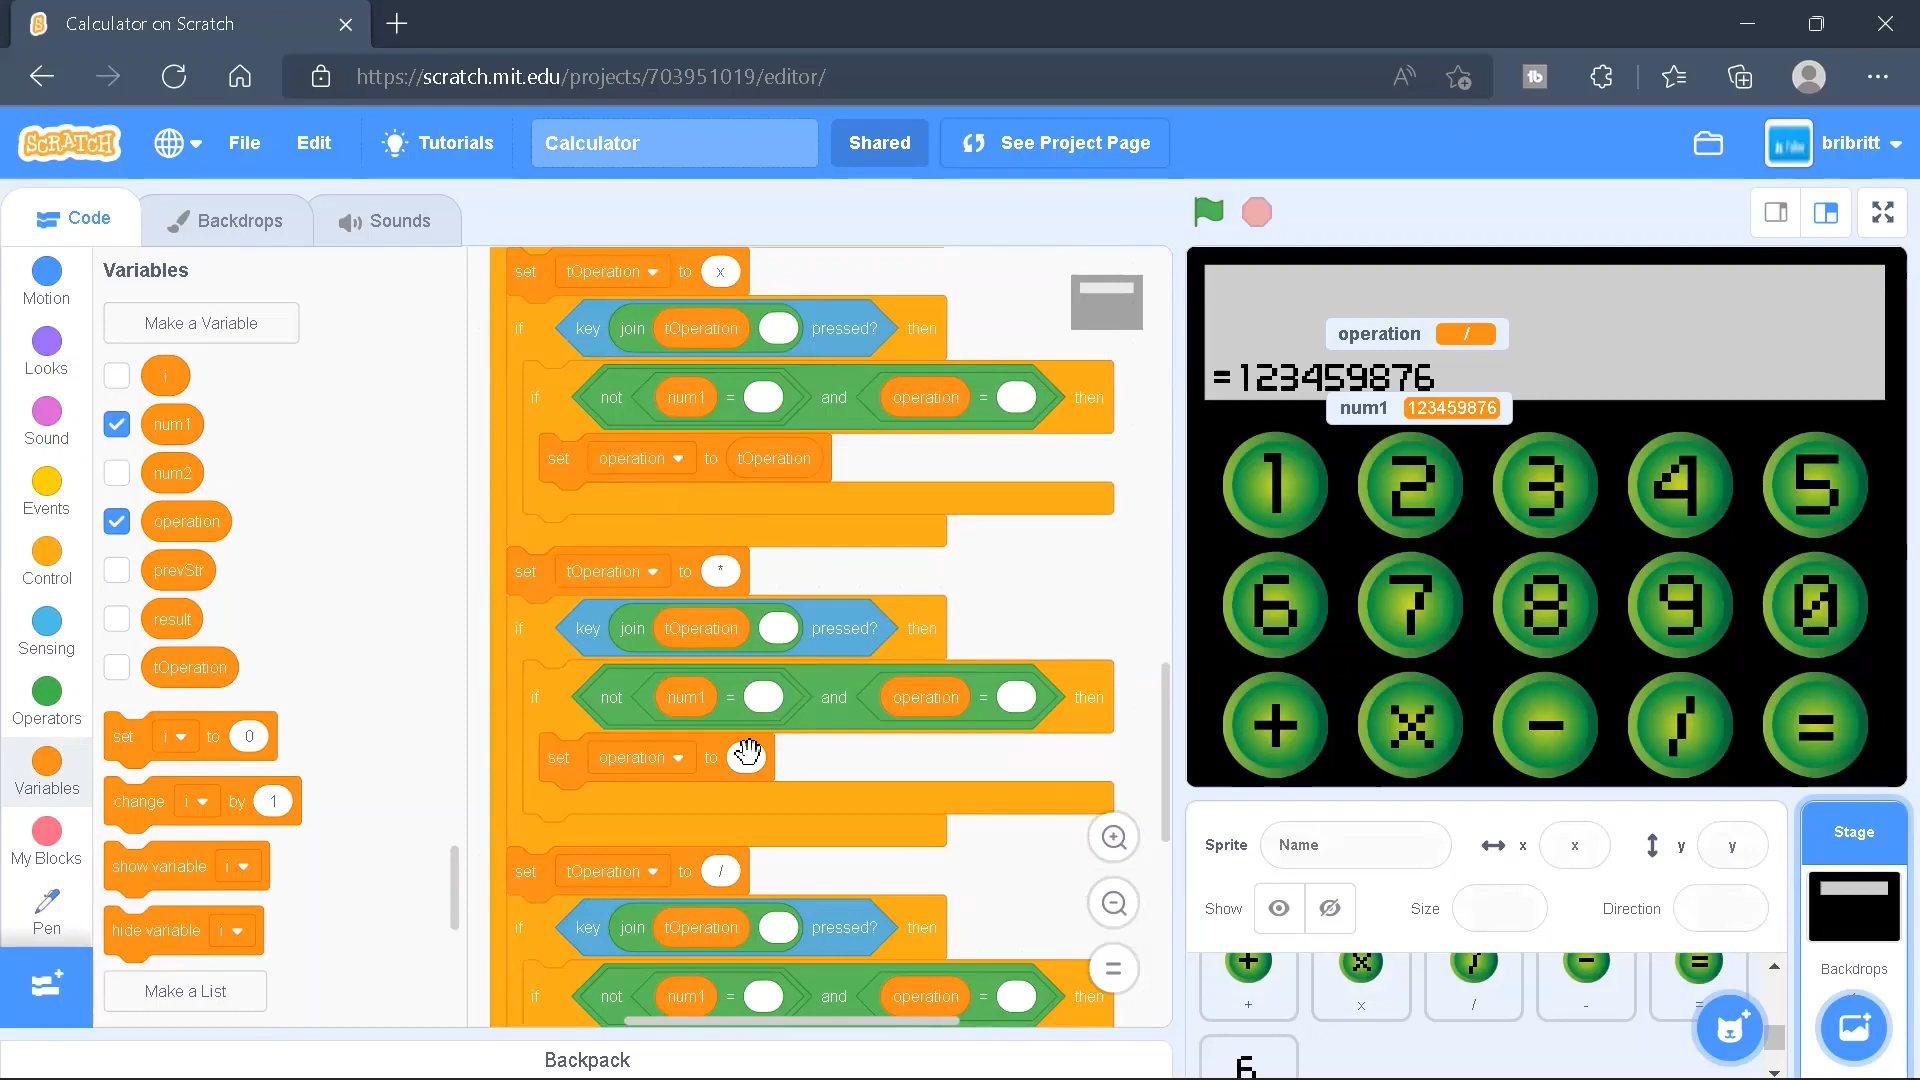 Calculator on Scratch
https://scratch.mit.edu/projects/703951019/editor/
SCRATCH
File
Edit
Tutorials
Calculator
Shared
See Project Page
bribritt
Code
Backdrops
Sounds
Motion
Looks
Sound
Events
Control
Sensing
Operators
Variables
My Blocks
Pen
Variables
Make a Variable
i
num1
num2
operation
prevStr
result
tOperation
set i to 0
change i by 1
show variable i
hide variable i
Make a List
set tOperation to x
if key join tOperation pressed? then
if not num1 = and operation = then
set operation to tOperation
set tOperation to *
if key join tOperation pressed? then
if not num1 = and operation = then
set operation to
set tOperation to /
if key join tOperation pressed? then
if not num1 = and operation = then
Backpack
operation /
=123459876
num1 123459876
1 2 3 4 5
6 7 8 9 0
+ x - / =
Sprite Name x x y y
Show Size Direction
Stage
Backdrops
+ x / - =
+ x / - =
6